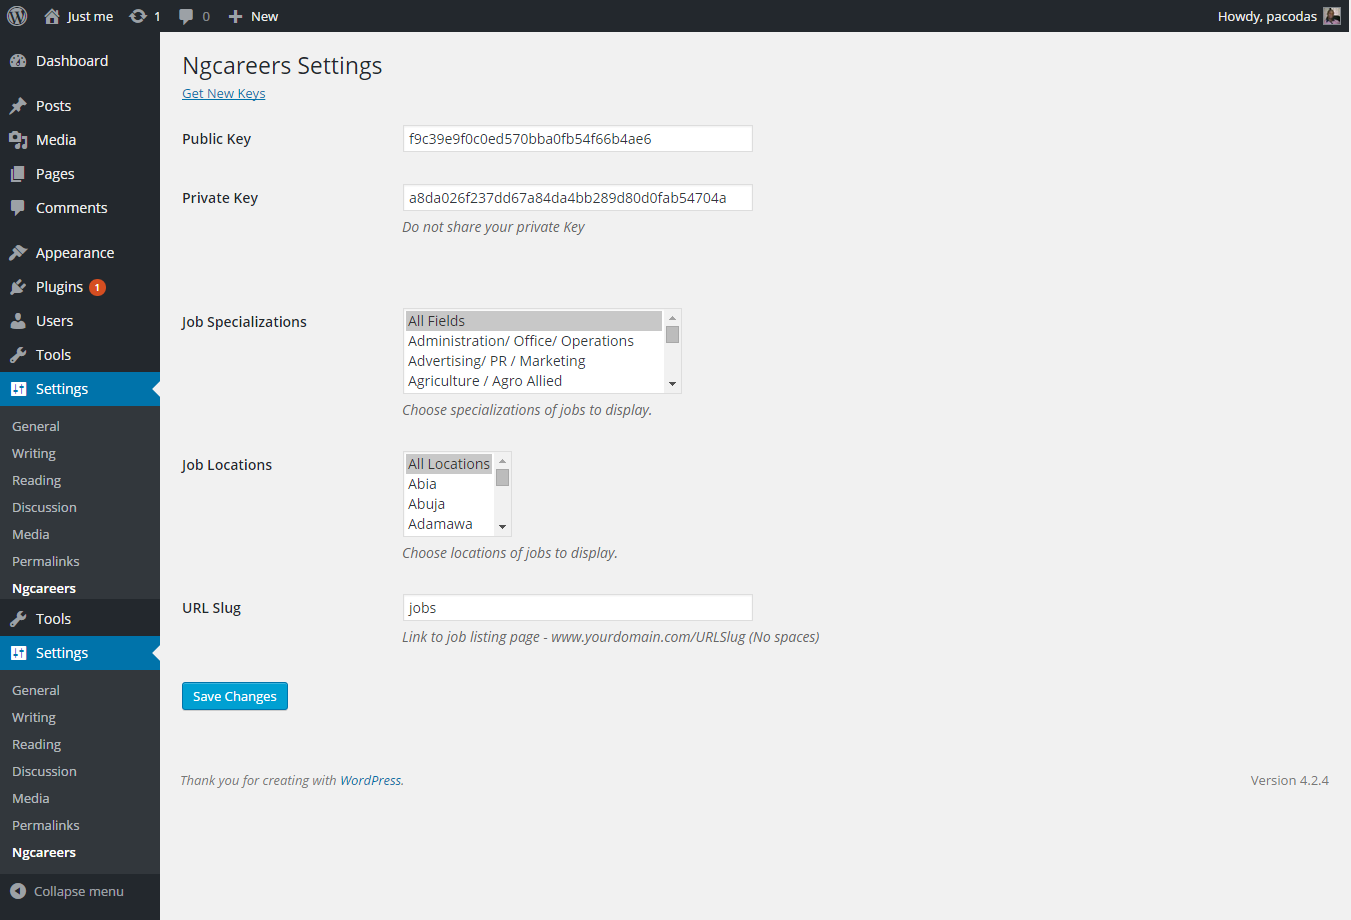 Just me 1 0 New Howdy, pacodas
Dashboard
Posts
Media
Pages
Comments
Appearance
Plugins 1
Users
Tools
Settings
General
Writing
Reading
Discussion
Media
Permalinks
Ngcareers
Tools
Settings
General
Writing
Reading
Discussion
Media
Permalinks
Ngcareers
Collapse menu
Ngcareers Settings
Get New Keys
Public Key f9c39e9f0c0ed570bba0fb54f66b4ae6
Private Key a8da026f237dd67a84da4bb289d80d0fab54704a
Do not share your private Key
Job Specializations All Fields
Administration/ Office/ Operations
Advertising/ PR / Marketing
Agriculture / Agro Allied
Choose specializations of jobs to display.
Job Locations All Locations
Abia
Abuja
Adamawa
Choose locations of jobs to display.
URL Slug jobs
Link to job listing page - www.yourdomain.com/URLSlug (No spaces)
Save Changes
Thank you for creating with WordPress. Version 4.2.4